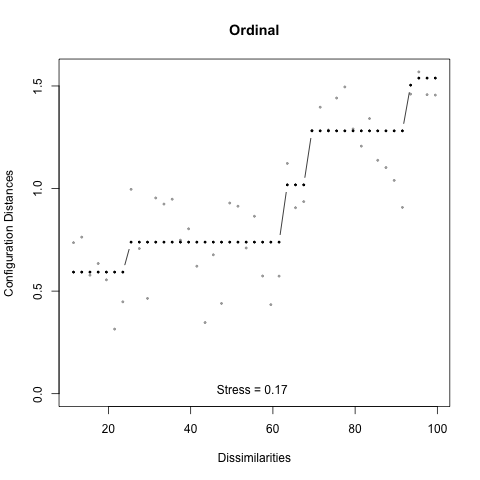 Ordinal
Configuration Distances
1.5
1.0
0.5
0.0
Stress = 0.17
20 40 60 80 100
Dissimilarities